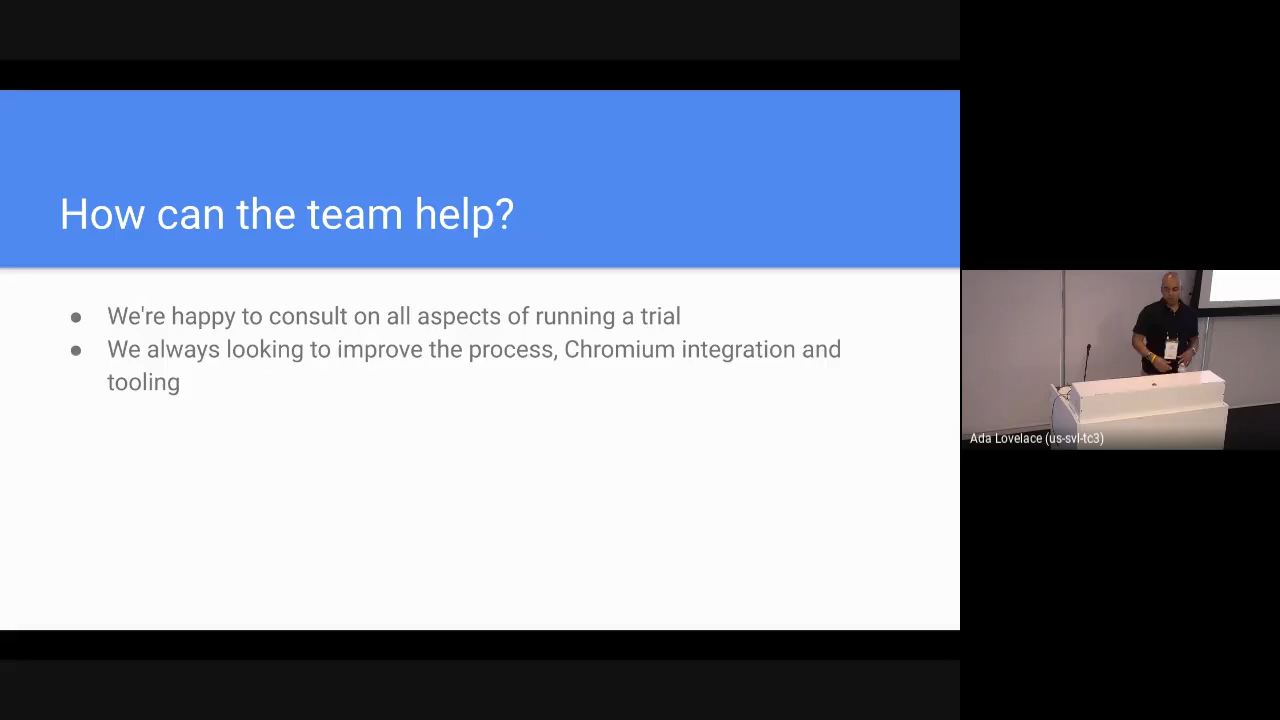 How can the team help?
● We're happy to consult on all aspects of running a trial
● We always looking to improve the process, Chromium integration and
tooling
Ada Lovelace (us-svl-tc3)